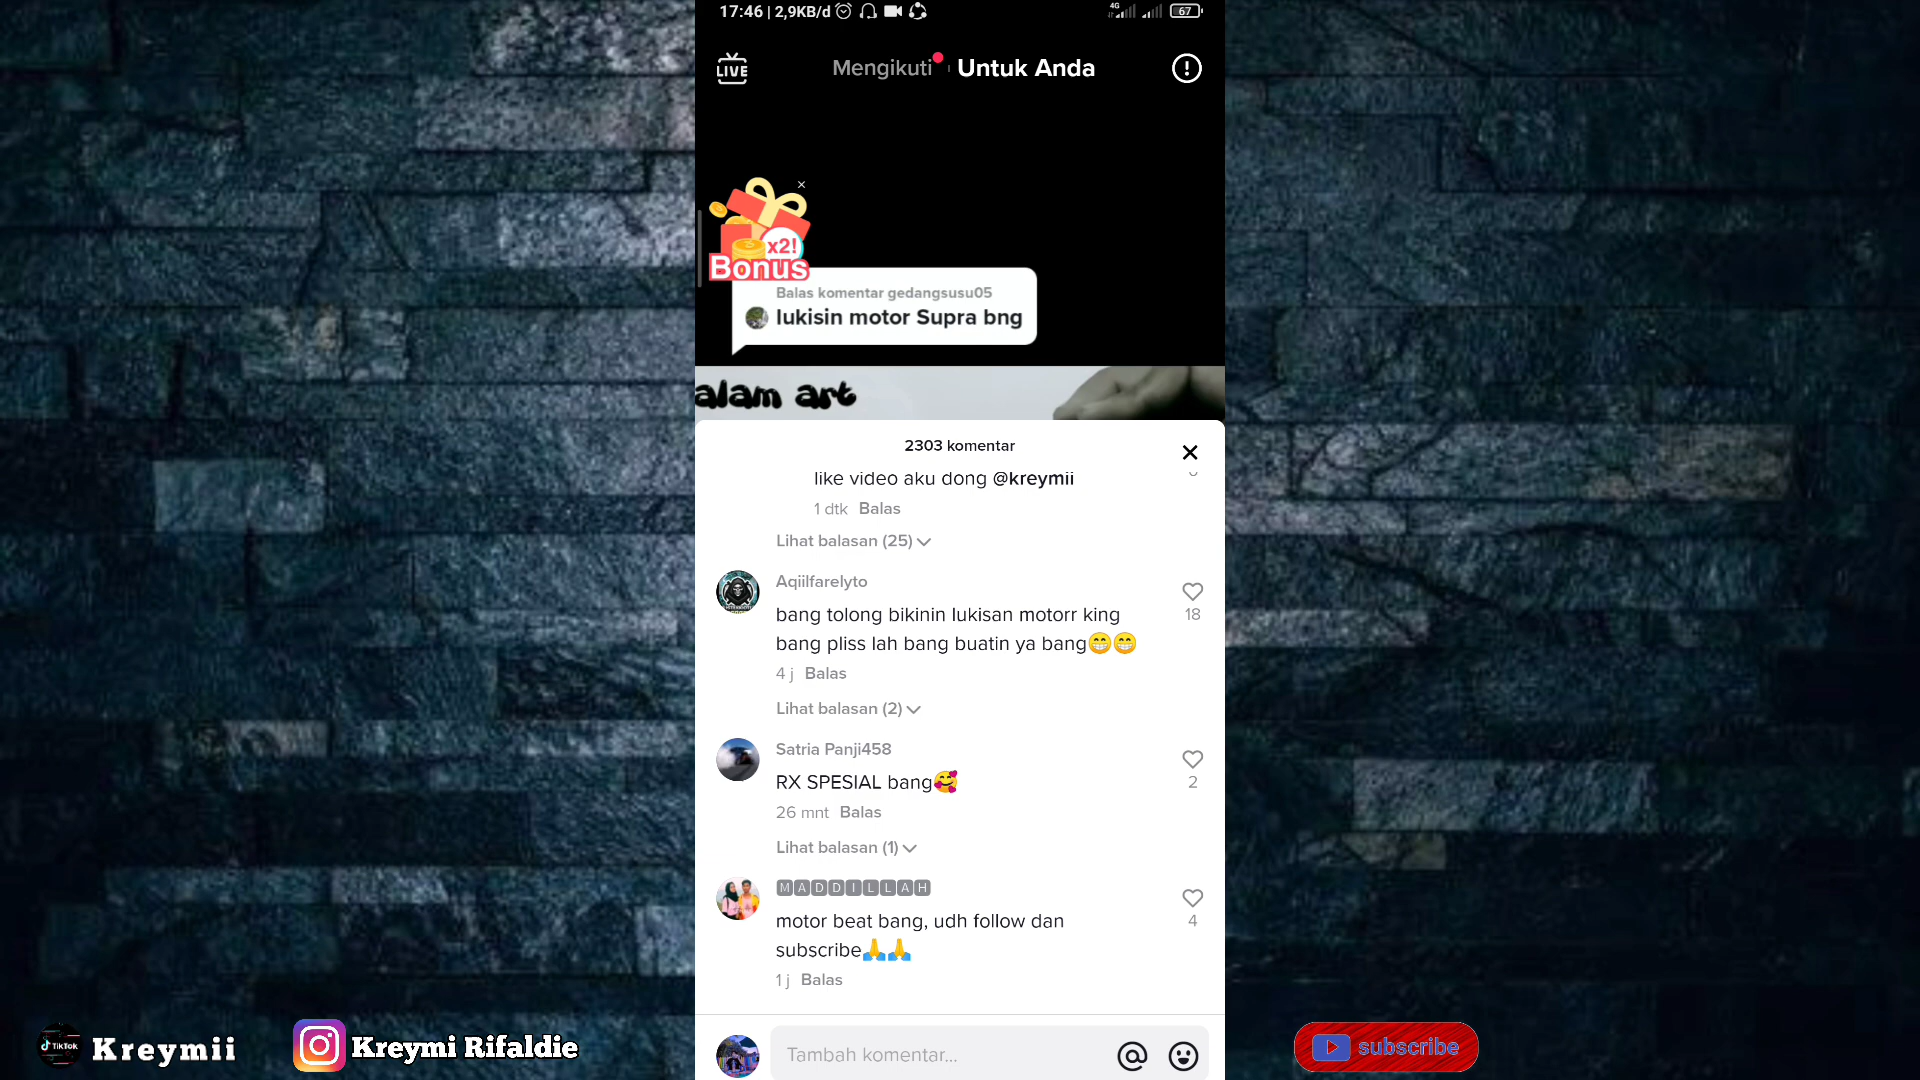 17:46 | 2,9KB/d
4G
67
LIVE
Mengikuti
Untuk Anda
x2!
Bonus
Balas komentar gedangsusu05
lukisin motor Supra bng
alam art
2303 komentar
like video aku dong @kreymii
1 dtk Balas
Lihat balasan (25)
Aqiilfarelyto
bang tolong bikinin lukisan motorr king
bang pliss lah bang buatin ya bang😁😁
18
4 j Balas
Lihat balasan (2)
Satria Panji458
RX SPESIAL bang🥰
2
26 mnt Balas
Lihat balasan (1)
🅼🅰🅳🅳🅸🅻🅻🅰🅷
motor beat bang, udh follow dan
subscribe🙏🙏
4
1 j Balas
Tambah komentar...
TikTok
Kreymii
Kreymi Rifaldie
subscribe